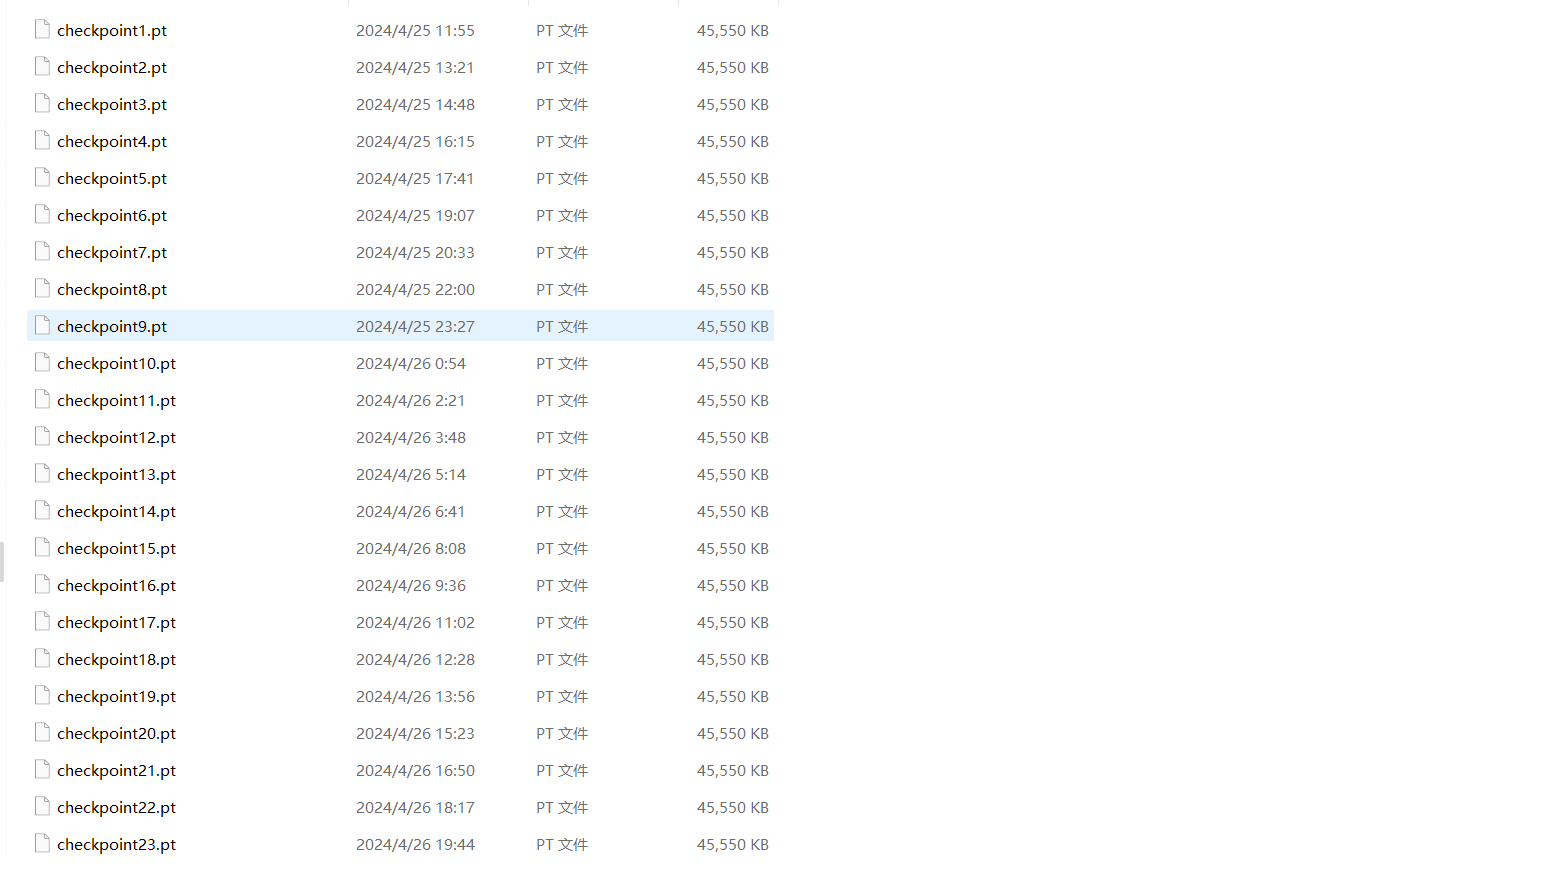 checkpoint1.pt 2024/4/25 11:55 PT 文件 45,550 KB
checkpoint2.pt 2024/4/25 13:21 PT 文件 45,550 KB
checkpoint3.pt 2024/4/25 14:48 PT 文件 45,550 KB
checkpoint4.pt 2024/4/25 16:15 PT 文件 45,550 KB
checkpoint5.pt 2024/4/25 17:41 PT 文件 45,550 KB
checkpoint6.pt 2024/4/25 19:07 PT 文件 45,550 KB
checkpoint7.pt 2024/4/25 20:33 PT 文件 45,550 KB
checkpoint8.pt 2024/4/25 22:00 PT 文件 45,550 KB
checkpoint9.pt 2024/4/25 23:27 PT 文件 45,550 KB
checkpoint10.pt 2024/4/26 0:54 PT 文件 45,550 KB
checkpoint11.pt 2024/4/26 2:21 PT 文件 45,550 KB
checkpoint12.pt 2024/4/26 3:48 PT 文件 45,550 KB
checkpoint13.pt 2024/4/26 5:14 PT 文件 45,550 KB
checkpoint14.pt 2024/4/26 6:41 PT 文件 45,550 KB
checkpoint15.pt 2024/4/26 8:08 PT 文件 45,550 KB
checkpoint16.pt 2024/4/26 9:36 PT 文件 45,550 KB
checkpoint17.pt 2024/4/26 11:02 PT 文件 45,550 KB
checkpoint18.pt 2024/4/26 12:28 PT 文件 45,550 KB
checkpoint19.pt 2024/4/26 13:56 PT 文件 45,550 KB
checkpoint20.pt 2024/4/26 15:23 PT 文件 45,550 KB
checkpoint21.pt 2024/4/26 16:50 PT 文件 45,550 KB
checkpoint22.pt 2024/4/26 18:17 PT 文件 45,550 KB
checkpoint23.pt 2024/4/26 19:44 PT 文件 45,550 KB